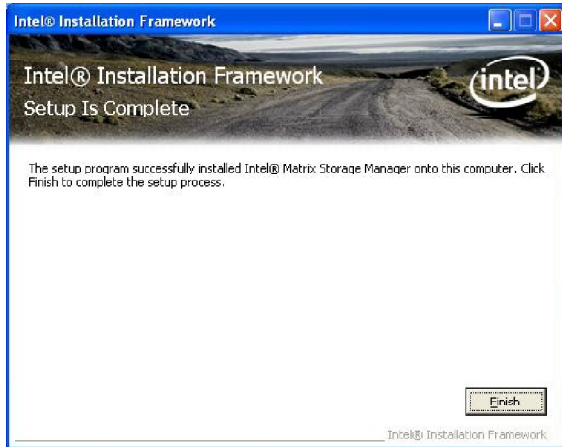 Intel® Installation Framework
Intel® Installation Framework
intel
Setup Is Complete
The setup program successfully installed Intel® Matrix Storage Manager onto this computer. Click
Finish to complete the setup process.
Finish
Intel® Installation Framework